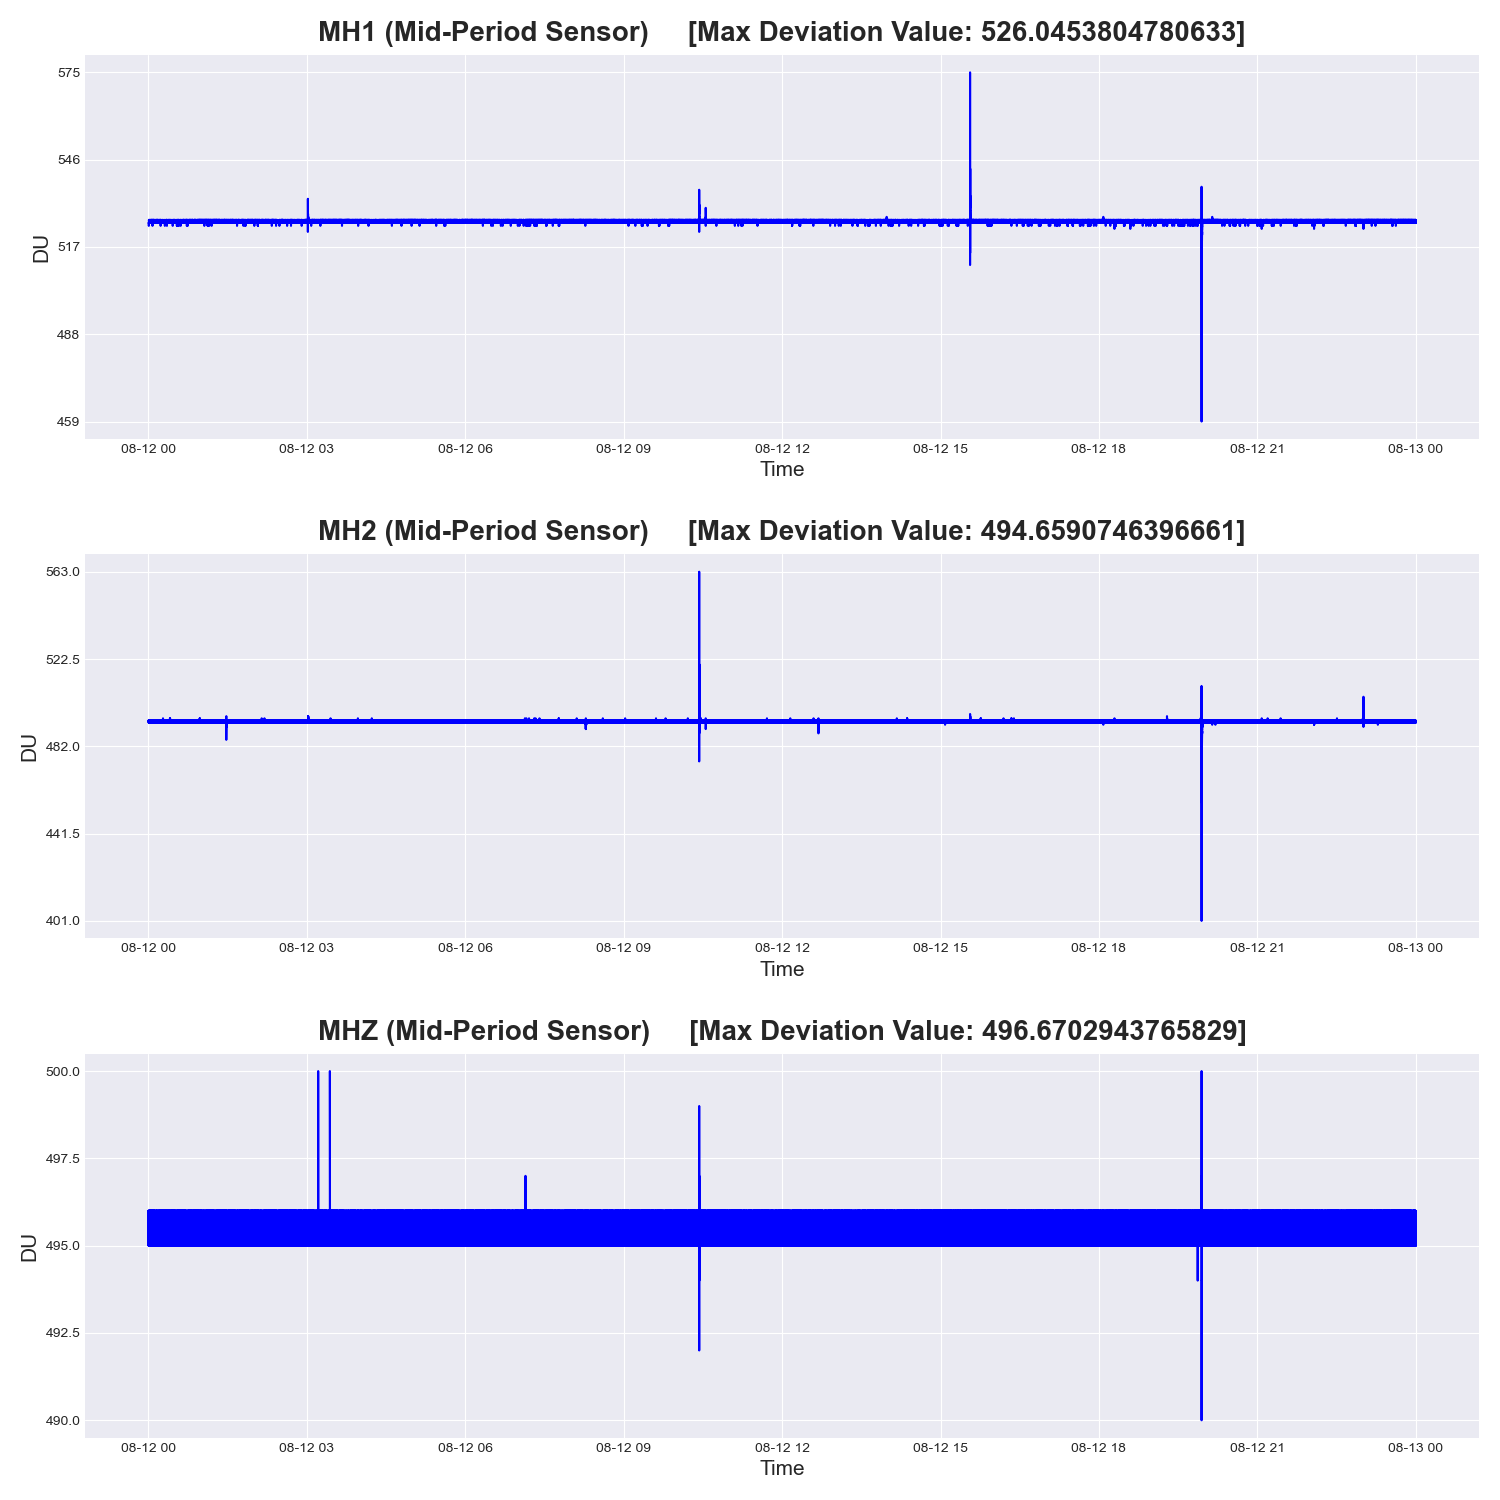 MH1 (Mid-Period Sensor) [Max Deviation Value: 526.0453804780633]
575
546
517
488
459
DU
08-12 00 08-12 03 08-12 06 08-12 09 08-12 12 08-12 15 08-12 18 08-12 21 08-13 00
Time
MH2 (Mid-Period Sensor) [Max Deviation Value: 494.6590746396661]
563.0
522.5
482.0
441.5
401.0
DU
08-12 00 08-12 03 08-12 06 08-12 09 08-12 12 08-12 15 08-12 18 08-12 21 08-13 00
Time
MHZ (Mid-Period Sensor) [Max Deviation Value: 496.6702943765829]
500.0
497.5
495.0
492.5
490.0
DU
08-12 00 08-12 03 08-12 06 08-12 09 08-12 12 08-12 15 08-12 18 08-12 21 08-13 00
Time